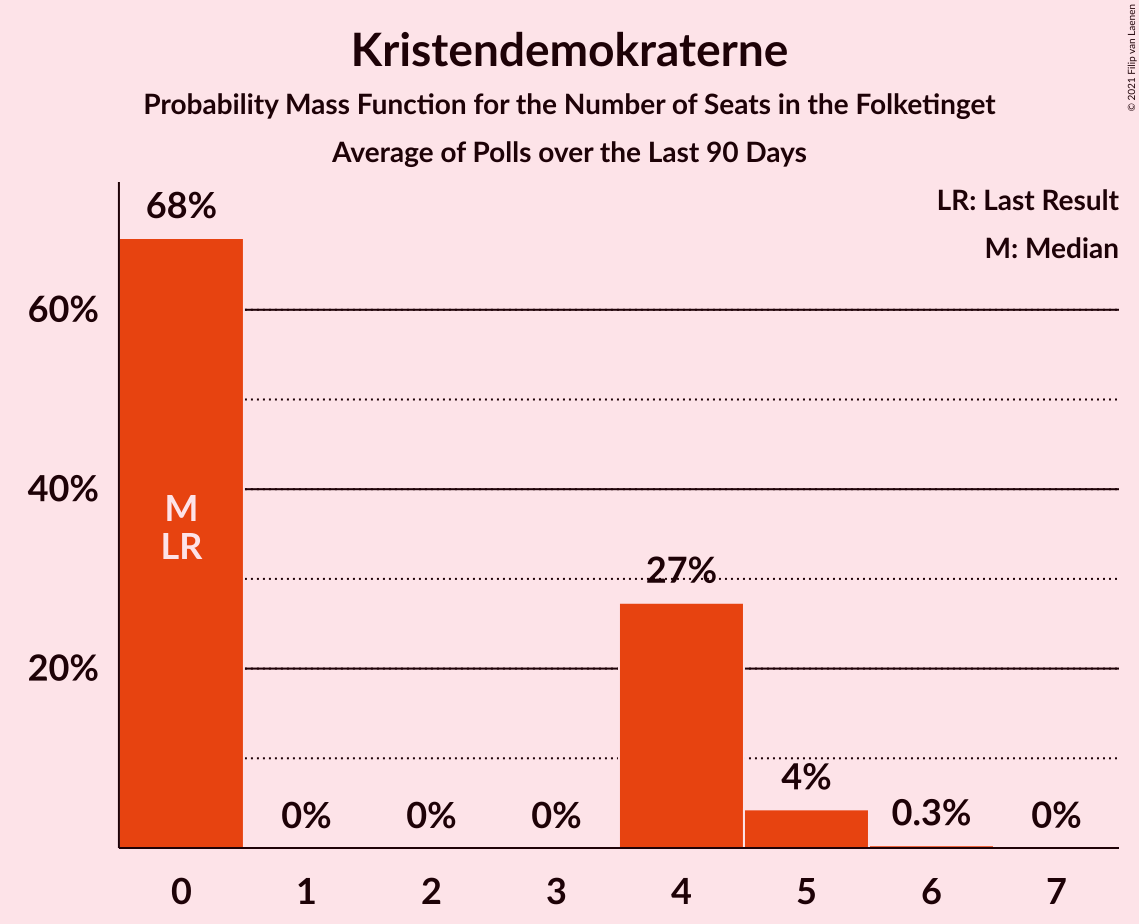 Kristendemokraterne
Probability Mass Function for the Number of Seats in the Folketinget
Average of Polls over the Last 90 Days
© 2021 Filip van Laenen
LR: Last Result
M: Median
68%
60%
40%
20%
M
LR
0%
0%
0%
27%
4%
0.3%
0%
0
1
2
3
4
5
6
7